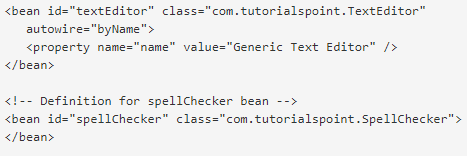 <bean id="textEditor" class="com.tutorialspoint.TextEditor"
autowire="byName">
<property name="name" value="Generic Text Editor" />
</bean>
<!-- Definition for spellChecker bean -->
<bean id="spellChecker" class="com.tutorialspoint.SpellChecker">
</bean>